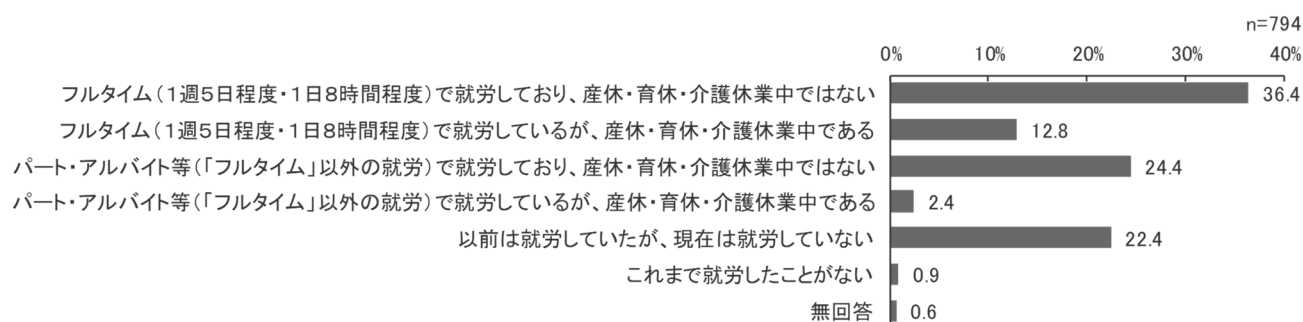 n=794
0% 10% 20% 30% 40%
フルタイム（１週５日程度・１日８時間程度）で就労しており、産休・育休・介護休業中ではない 36.4
フルタイム（１週５日程度・１日８時間程度）で就労しているが、産休・育休・介護休業中である 12.8
パート・アルバイト等（「フルタイム」以外の就労）で就労しており、産休・育休・介護休業中ではない 24.4
パート・アルバイト等（「フルタイム」以外の就労）で就労しているが、産休・育休・介護休業中である 2.4
以前は就労していたが、現在は就労していない 22.4
これまで就労したことがない 0.9
無回答 0.6